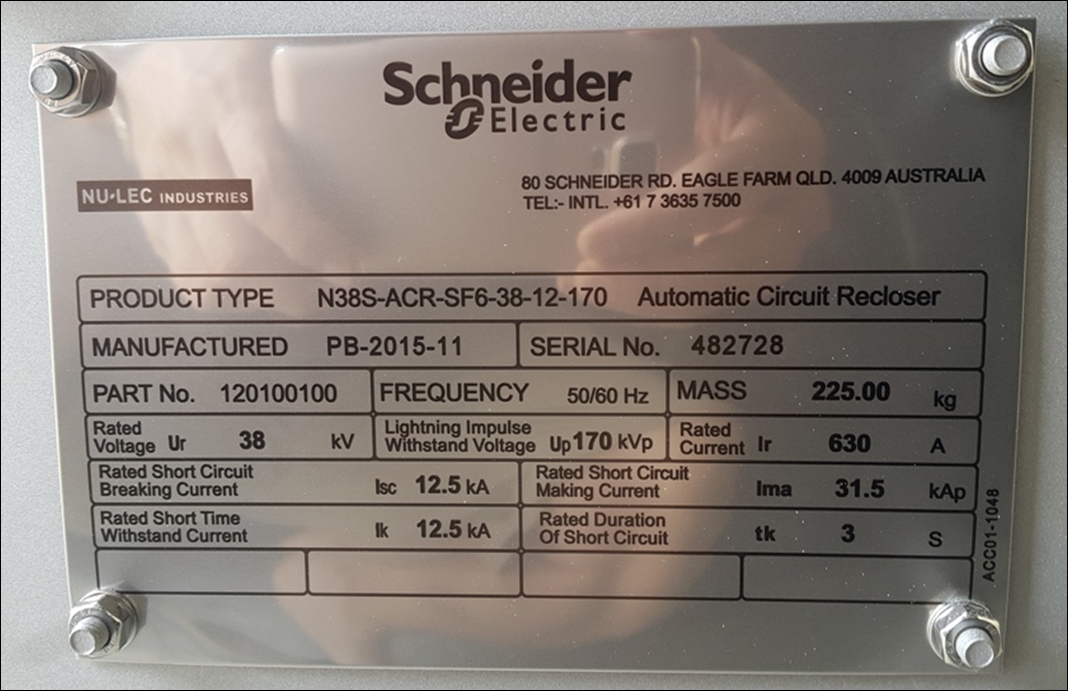 Schneider
Electric
NU-LEC INDUSTRIES
80 SCHNEIDER RD. EAGLE FARM QLD. 4009 AUSTRALIA
TEL:- INTL. +61 7 3635 7500
PRODUCT TYPE N38S-ACR-SF6-38-12-170 Automatic Circuit Recloser
MANUFACTURED PB-2015-11 SERIAL No. 482728
PART No. 120100100 FREQUENCY 50/60 Hz MASS 225.00 kg
Rated Voltage Ur 38 kV Lightning Impulse Withstand Voltage Up 170 kVp Rated Current Ir 630 A
Rated Short Circuit Breaking Current Isc 12.5 kA Rated Short Circuit Making Current Ima 31.5 kAp
Rated Short Time Withstand Current Ik 12.5 kA Rated Duration Of Short Circuit tk 3 S
ACC01-1048